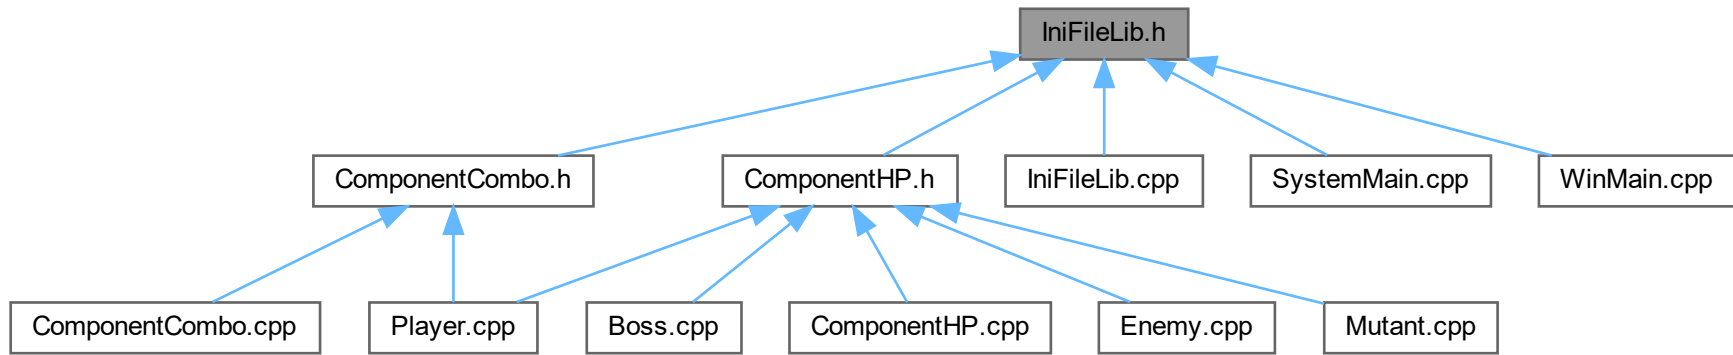 IniFileLib.h
ComponentCombo.h
ComponentHP.h
IniFileLib.cpp
SystemMain.cpp
WinMain.cpp
ComponentCombo.cpp
Player.cpp
Boss.cpp
ComponentHP.cpp
Enemy.cpp
Mutant.cpp